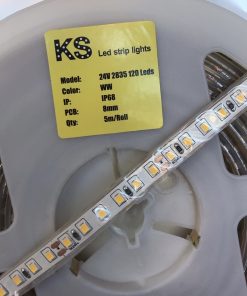 KS Led strip lights
Model: 24V 2835 120 Leds
Color: WW
IP: IP68
PCB: 8mm
Qty: 5m/Roll